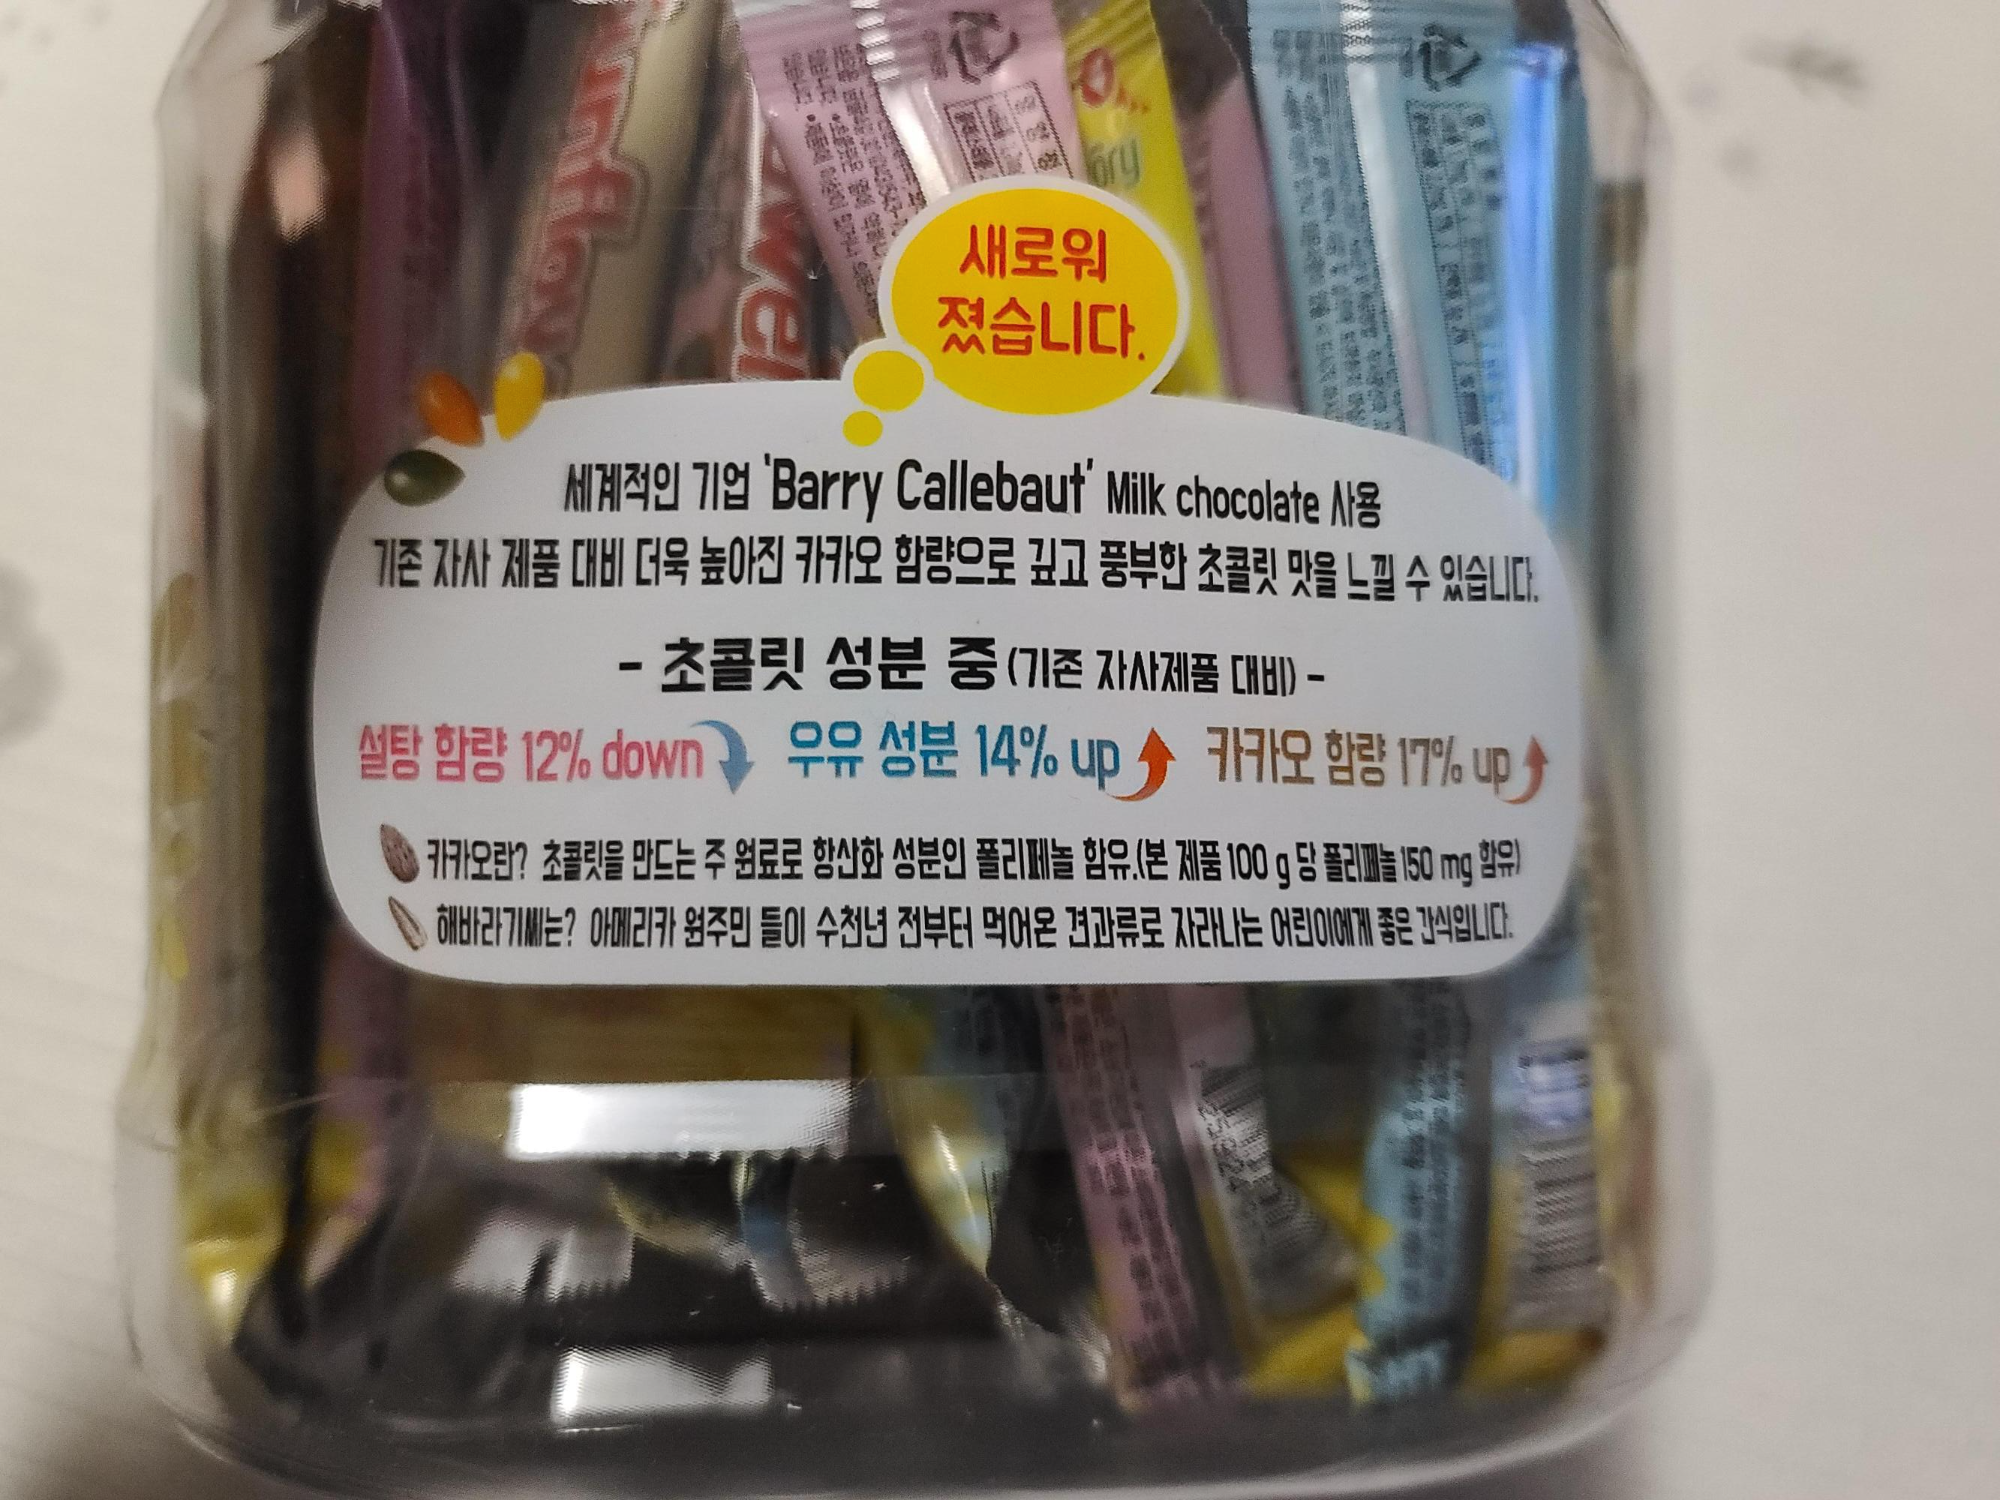 새로워
졌습니다.
세계적인 기업 'Barry Callebaut' Milk chocolate 사용
기존 자사 제품 대비 더욱 높아진 카카오 함량으로 깊고 풍부한 초콜릿 맛을 느낄 수 있습니다.
- 초콜릿 성분 중 (기존 자사제품 대비) -
설탕 함량 12% down 우유 성분 14% up 카카오 함량 17% up
카카오란? 초콜릿을 만드는 주 원료로 항산화 성분인 폴리페놀 함유.(본 제품 100 g 당 폴리페놀 150 mg 함유)
해바라기씨는? 아메리카 원주민 들이 수천년 전부터 먹어온 견과류로 자라나는 어린이에게 좋은 간식입니다.